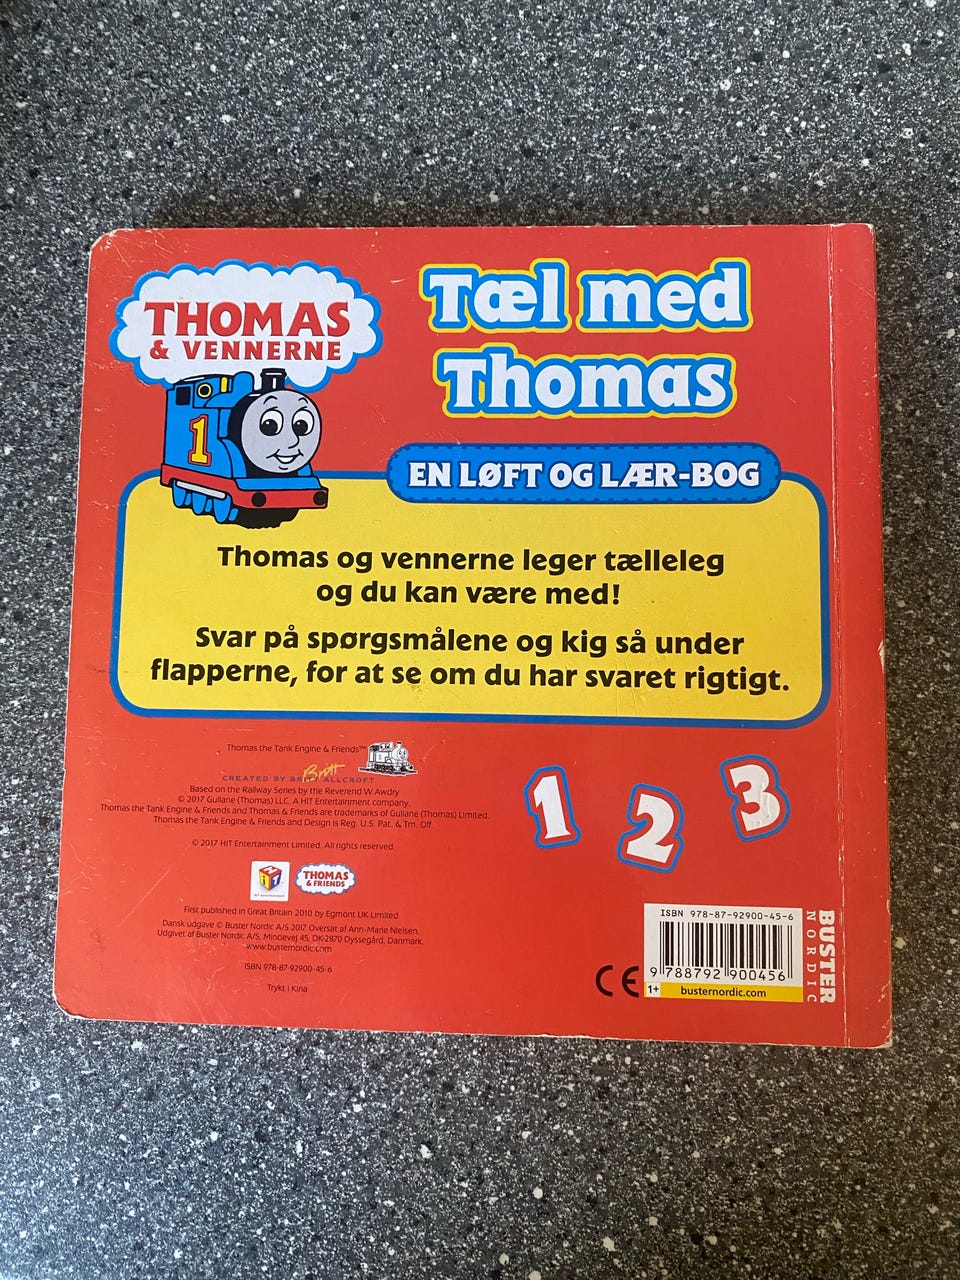 THOMAS
& VENNERNE
1
Tæl med
Thomas
EN LØFT OG LÆR-BOG
Thomas og vennerne leger tælleleg
og du kan være med!
Svar på spørgsmålene og kig så under
flapperne, for at se om du har svaret rigtigt.
Thomas the Tank Engine & Friends™
Britt
CREATED BY BRITT ALLCROFT
Based on the Railway Series by the Reverend W Awdry
© 2017 Gullane (Thomas) LLC. A HIT Entertainment company.
Thomas the Tank Engine & Friends and Thomas & Friends are trademarks of Gullane (Thomas) Limited.
Thomas the Tank Engine & Friends and Design is Reg. U.S. Pat. & Tm. Off.
© 2017 HIT Entertainment Limited. All rights reserved.
HIT
HIT entertainment
THOMAS
& FRIENDS
First published in Great Britain 2010 by Egmont UK Limited
Dansk udgave © Buster Nordic A/S 2017 Oversat af Ann-Marie Nielsen.
Udgivet af Buster Nordic A/S, Mindevej 45, DK-2870 Dyssegård, Danmark.
www.busternordic.com
ISBN 978-87-92900-45-6
Trykt i Kina
1 2 3
ISBN 978-87-92900-45-6
9 788792 900456
CE
1+
busternordic.com
BUSTER
NORDIC